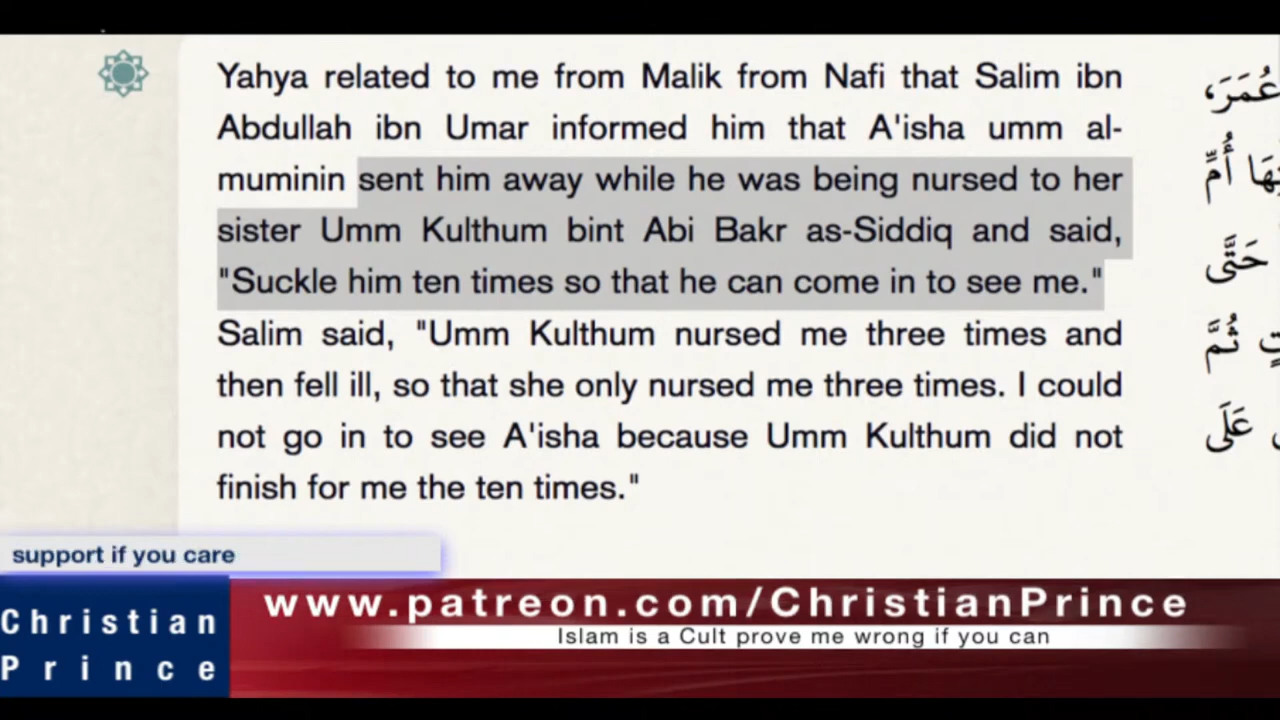 Yahya related to me from Malik from Nafi that Salim ibn
Abdullah ibn Umar informed him that A'isha umm al-
muminin sent him away while he was being nursed to her
sister Umm Kulthum bint Abi Bakr as-Siddiq and said,
"Suckle him ten times so that he can come in to see me."
Salim said, "Umm Kulthum nursed me three times and
then fell ill, so that she only nursed me three times. I could
not go in to see A'isha because Umm Kulthum did not
finish for me the ten times."
عُمَرَ،
أُمِّ
حَتَّى
ثُمَّ
عَلَى
support if you care
Christian
Prince
www.patreon.com/ChristianPrince
Islam is a Cult prove me wrong if you can